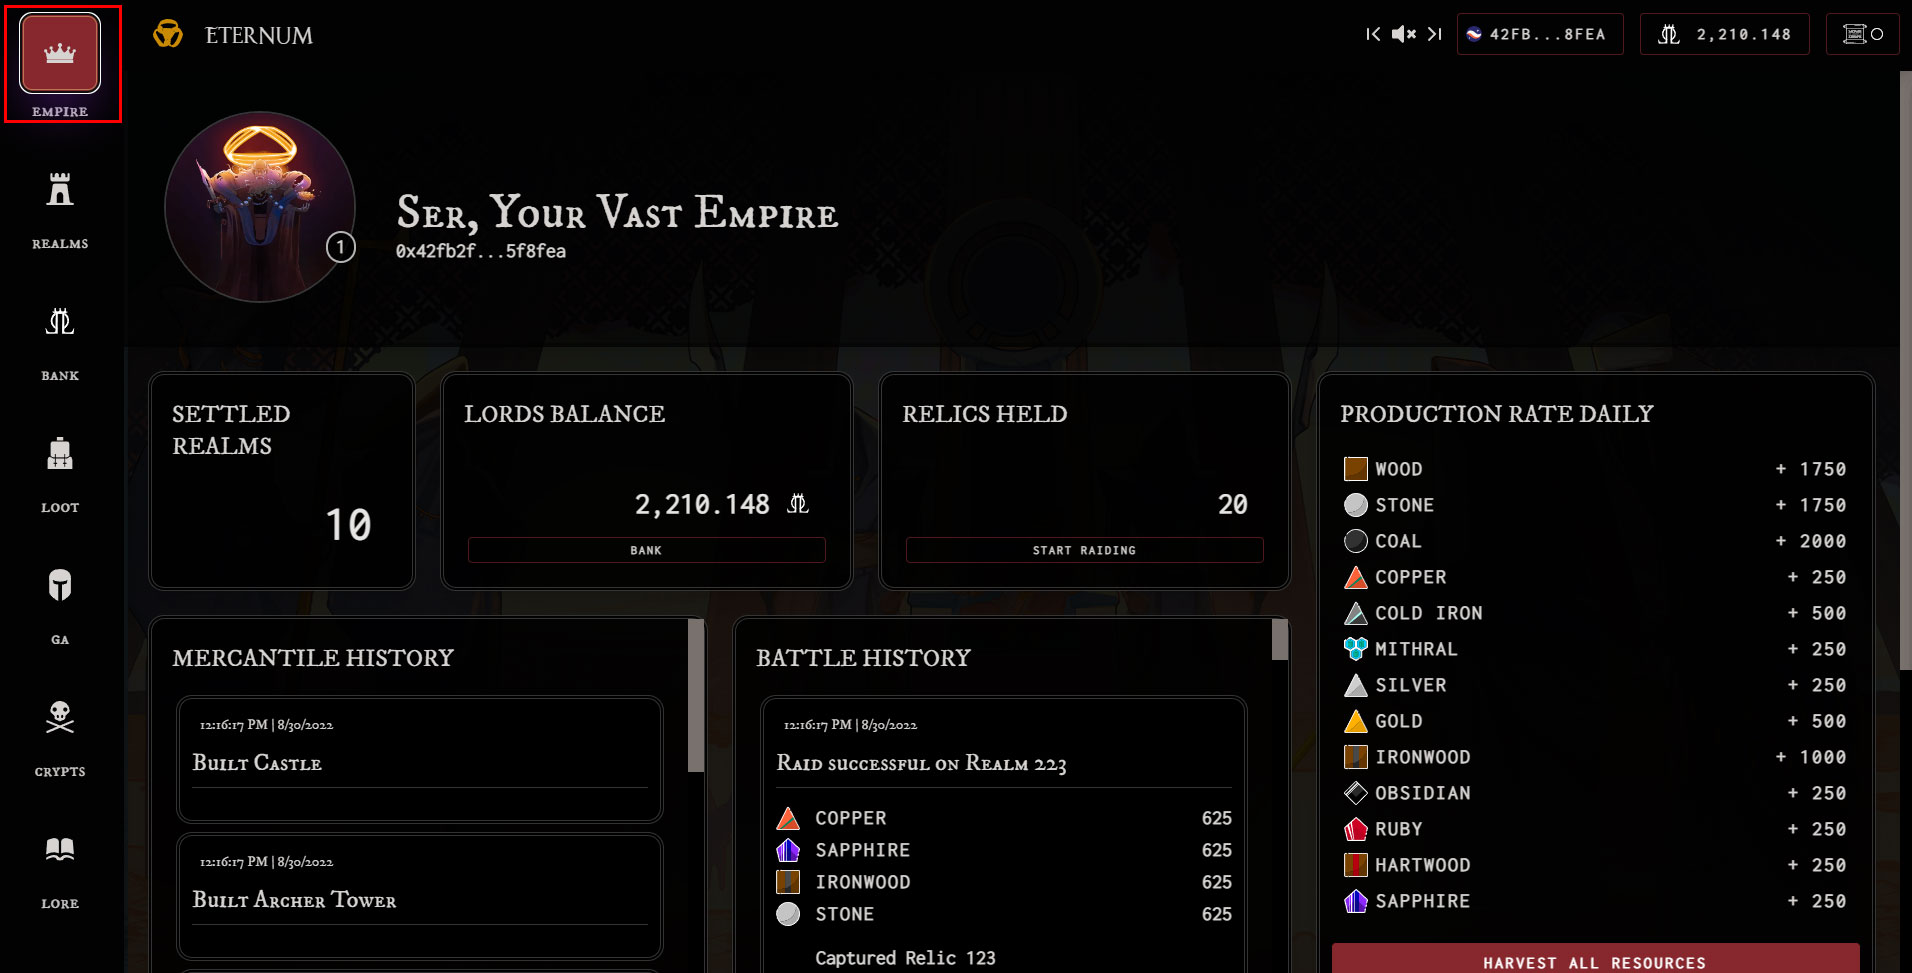 EMPIRE
REALMS
BANK
LOOT
GA
CRYPTS
LORE
ETERNUM
42FB...8FEA
2,210.148
1
SER, YOUR VAST EMPIRE
0x42fb2f...5f8fea
SETTLED
REALMS
10
LORDS BALANCE
2,210.148
BANK
RELICS HELD
20
START RAIDING
MERCANTILE HISTORY
12:16:17 PM | 8/30/2022
BUILT CASTLE
12:16:17 PM | 8/30/2022
BUILT ARCHER TOWER
BATTLE HISTORY
12:16:17 PM | 8/30/2022
RAID SUCCESSFUL ON REALM 223
COPPER 625
SAPPHIRE 625
IRONWOOD 625
STONE 625
Captured Relic 123
PRODUCTION RATE DAILY
WOOD + 1750
STONE + 1750
COAL + 2000
COPPER + 250
COLD IRON + 500
MITHRAL + 250
SILVER + 250
GOLD + 500
IRONWOOD + 1000
OBSIDIAN + 250
RUBY + 250
HARTWOOD + 250
SAPPHIRE + 250
HARVEST ALL RESOURCES